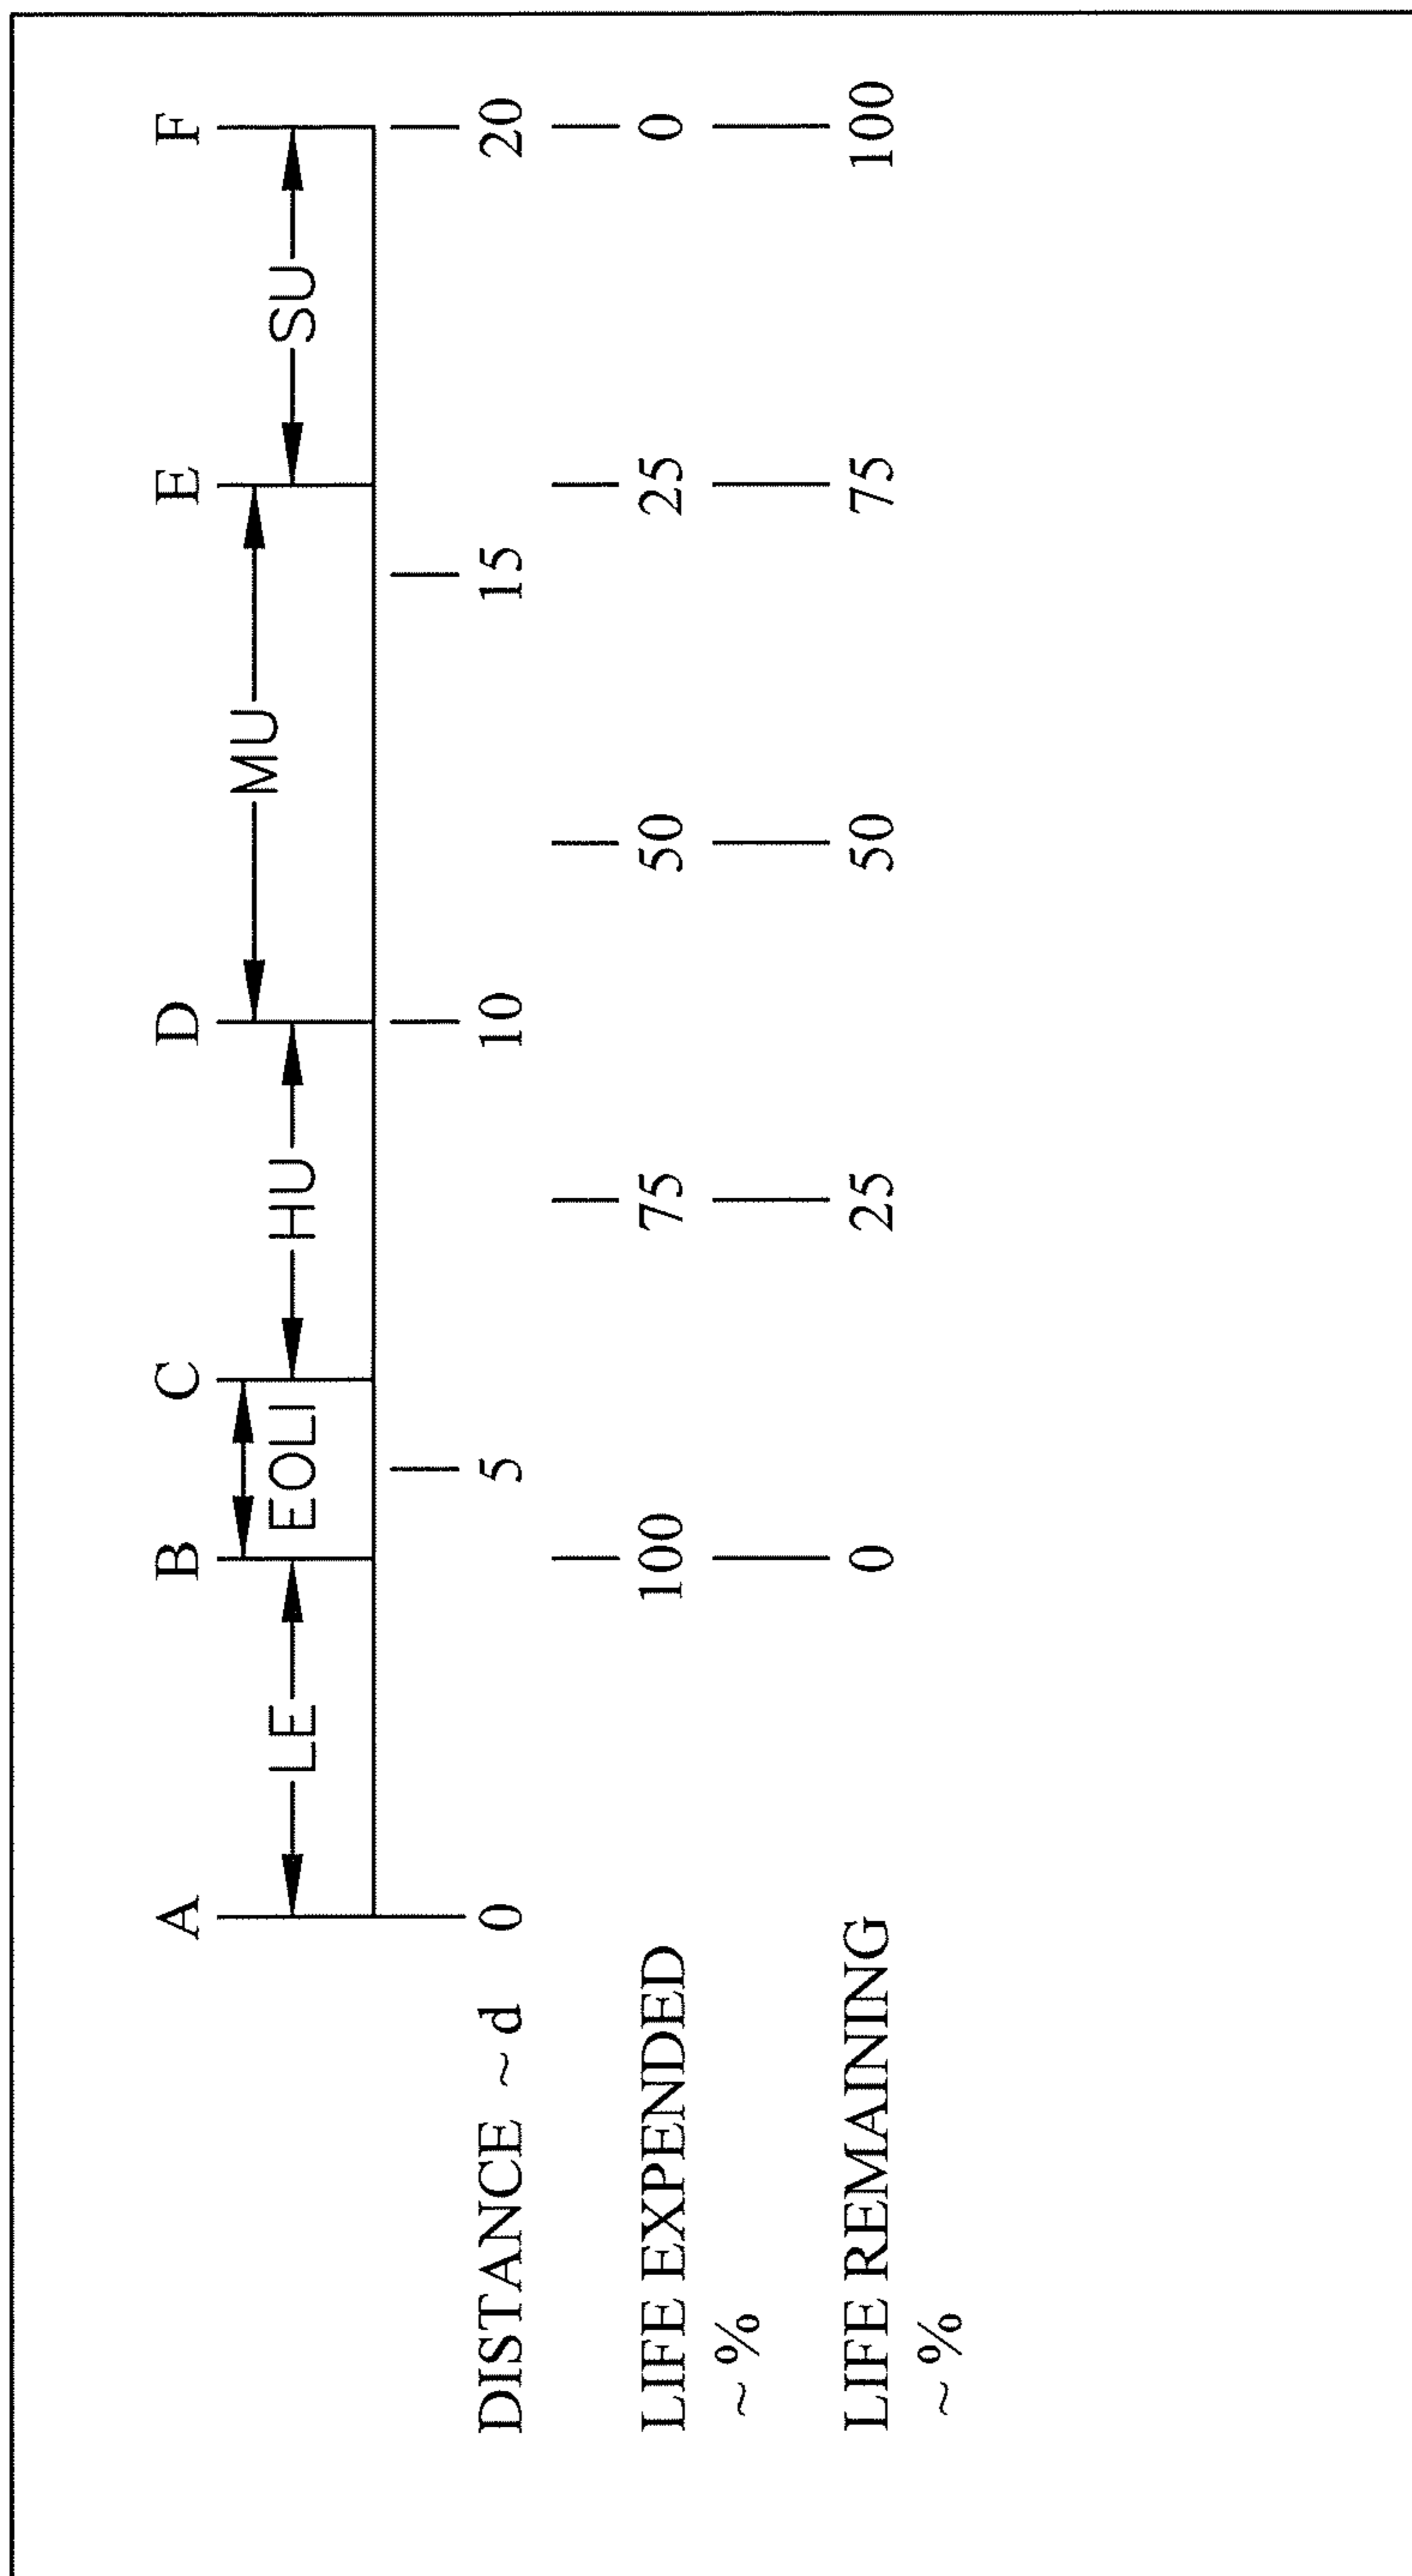 A B C D E F
LE EOLI HU MU SU
DISTANCE ~ d 0 5 10 15 20
LIFE EXPENDED 100 75 50 25 0
~ %
LIFE REMAINING 0 25 50 75 100
~ %